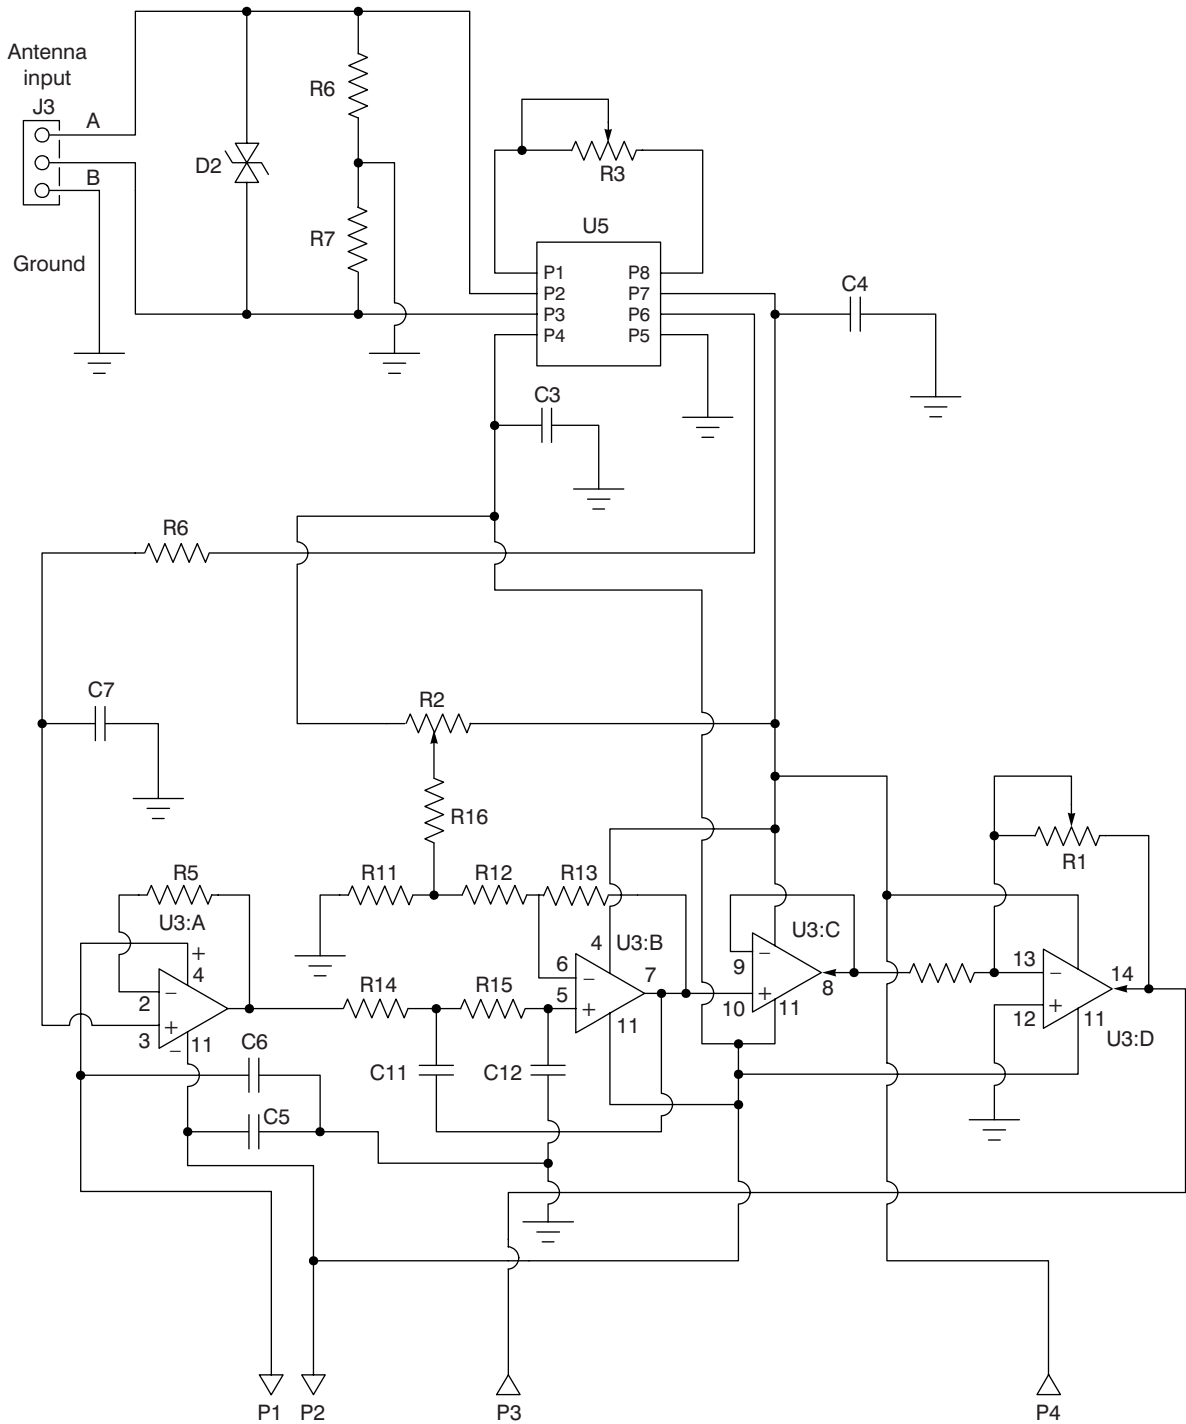 Antenna
input
J3
A
B
Ground
D2
R6
R7
R3
U5
P1 P8
P2 P7
P3 P6
P4 P5
C4
C3
R6
C7
R2
R16
R1
R11 R12 R13
R5
U3:A
+
4
−
2
+
3
− 11
C6
C5
R14 R15
C11 C12
4 U3:B
6 −
5 +
7
11
U3:C
−
9
10 +
8
11
13 −
14
12 +
11
U3:D
P1 P2 P3 P4